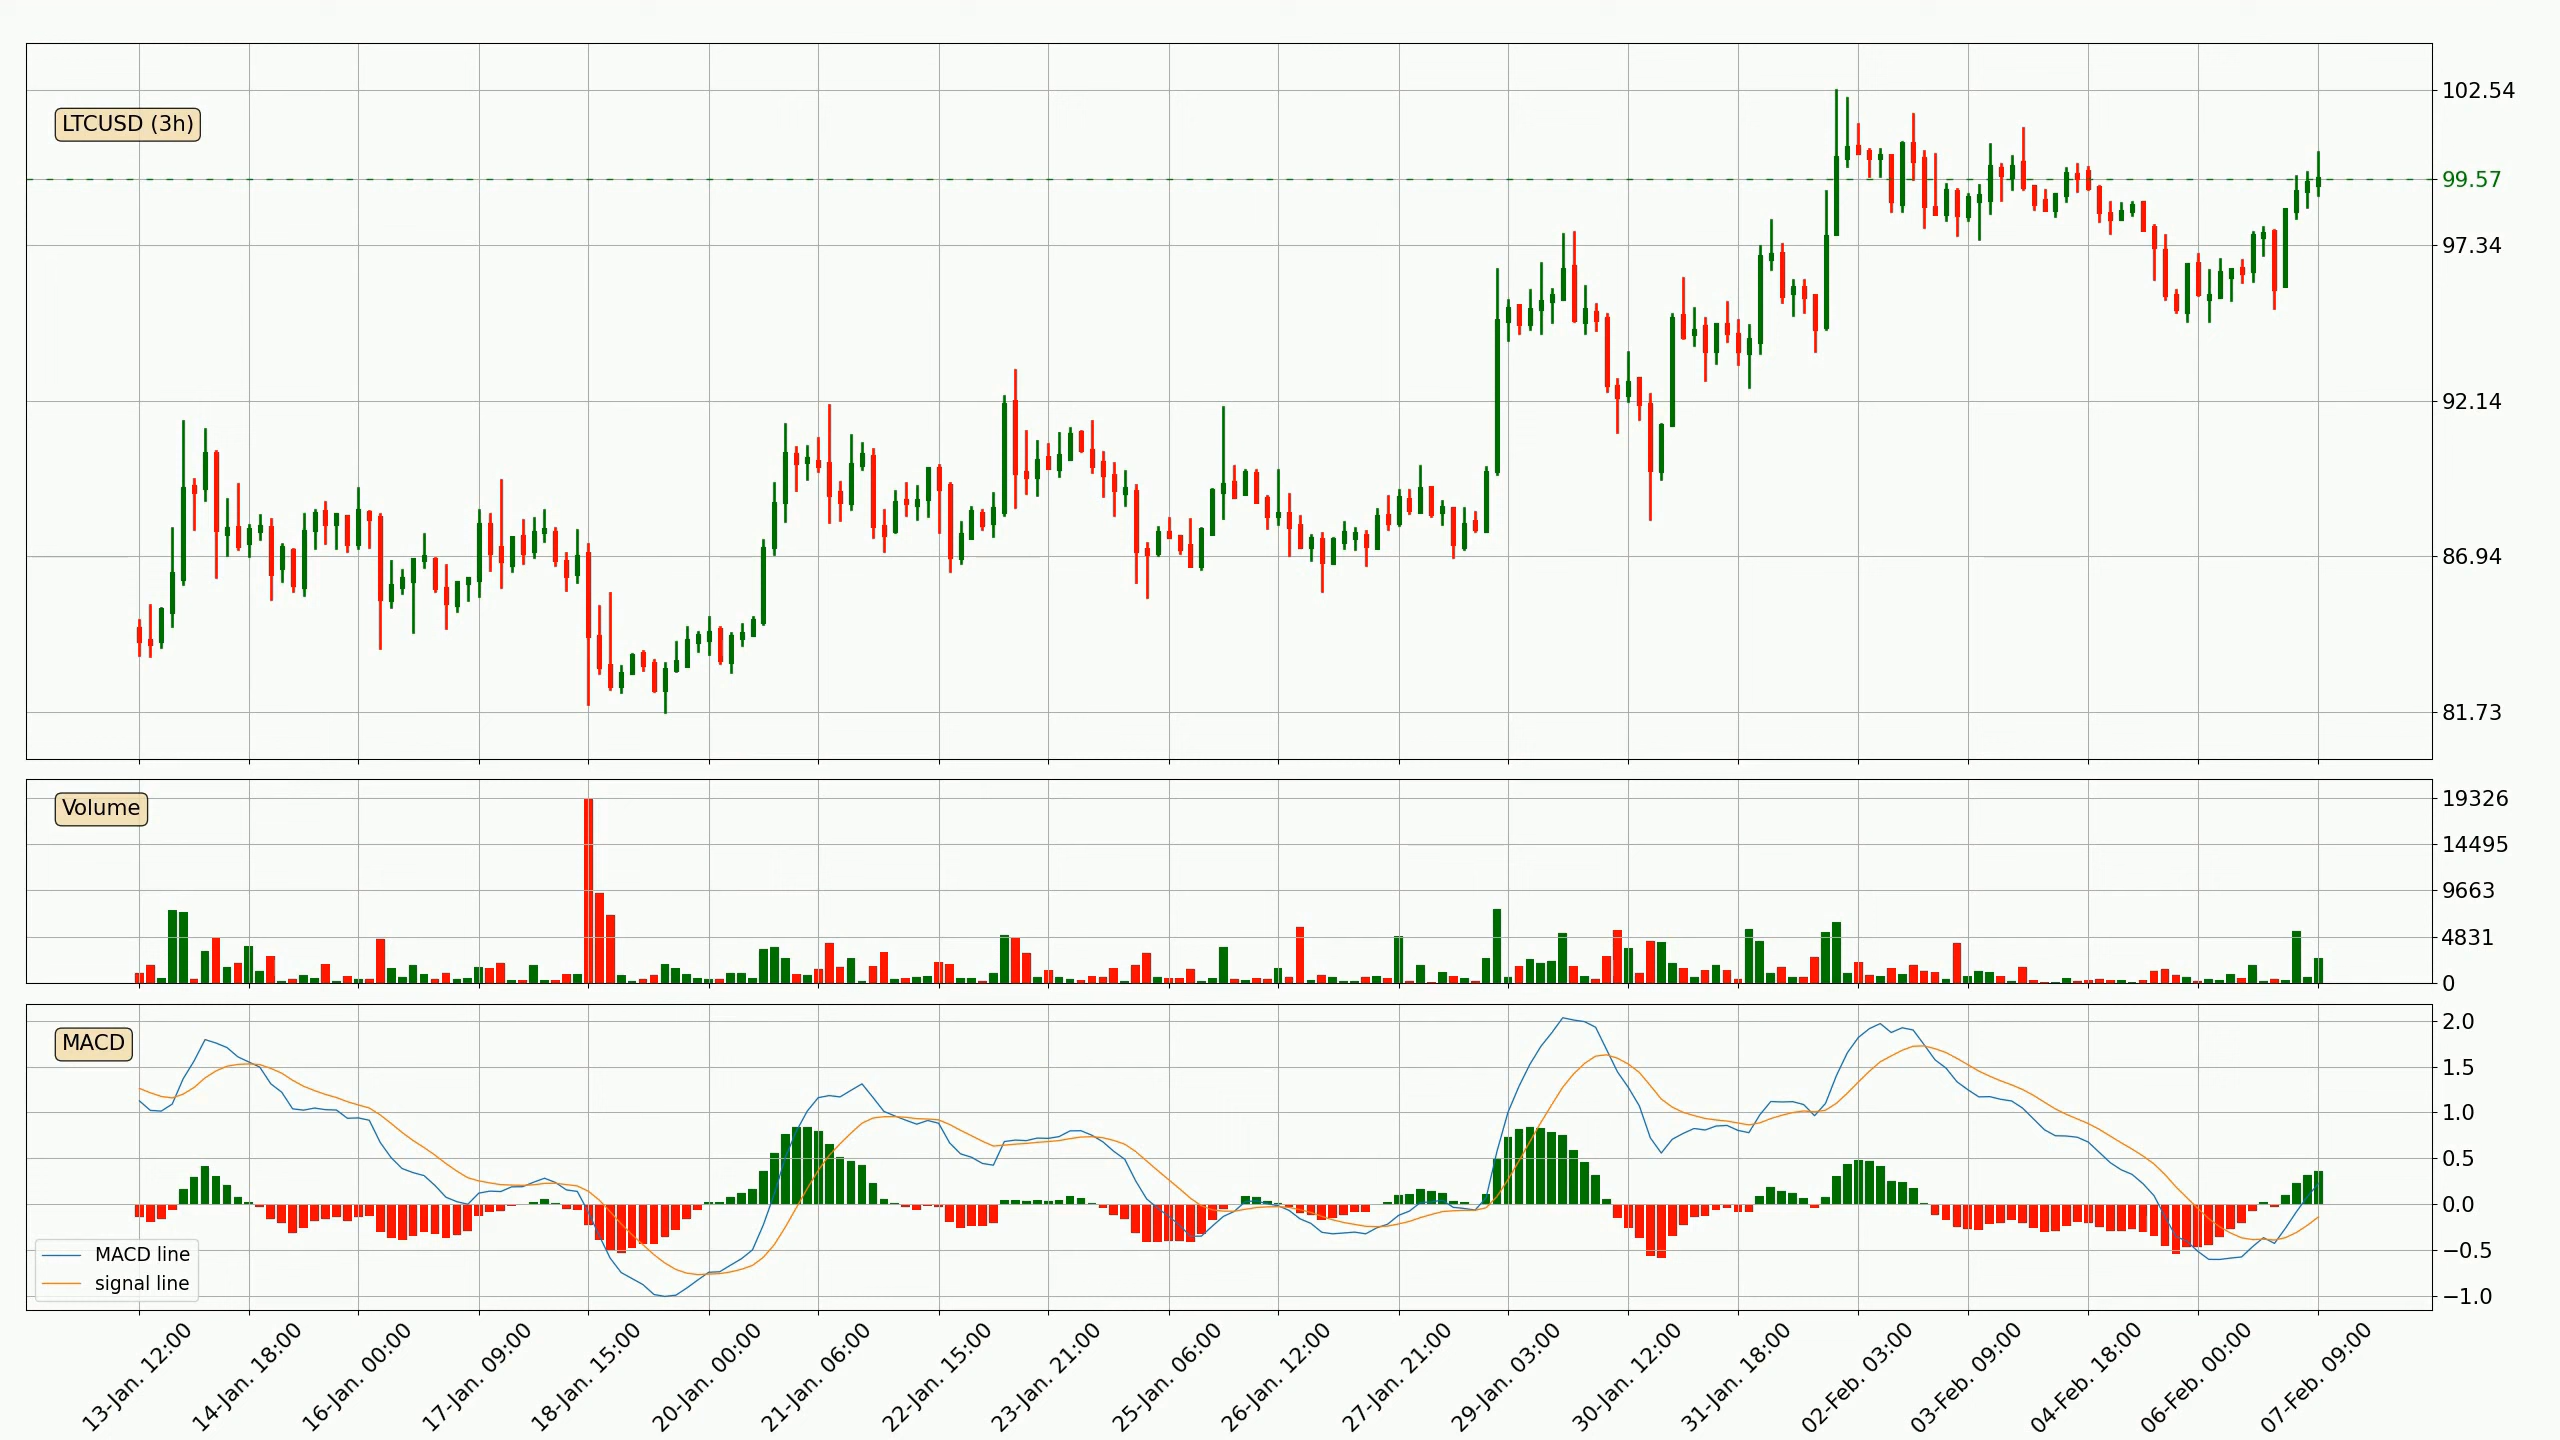 LTCUSD (3h)
102.54
99.57
97.34
92.14
86.94
81.73
Volume
19326
14495
9663
4831
0
MACD
2.0
1.5
1.0
0.5
0.0
−0.5
−1.0
MACD line
signal line
13-Jan. 12:00
14-Jan. 18:00
16-Jan. 00:00
17-Jan. 09:00
18-Jan. 15:00
20-Jan. 00:00
21-Jan. 06:00
22-Jan. 15:00
23-Jan. 21:00
25-Jan. 06:00
26-Jan. 12:00
27-Jan. 21:00
29-Jan. 03:00
30-Jan. 12:00
31-Jan. 18:00
02-Feb. 03:00
03-Feb. 09:00
04-Feb. 18:00
06-Feb. 00:00
07-Feb. 09:00